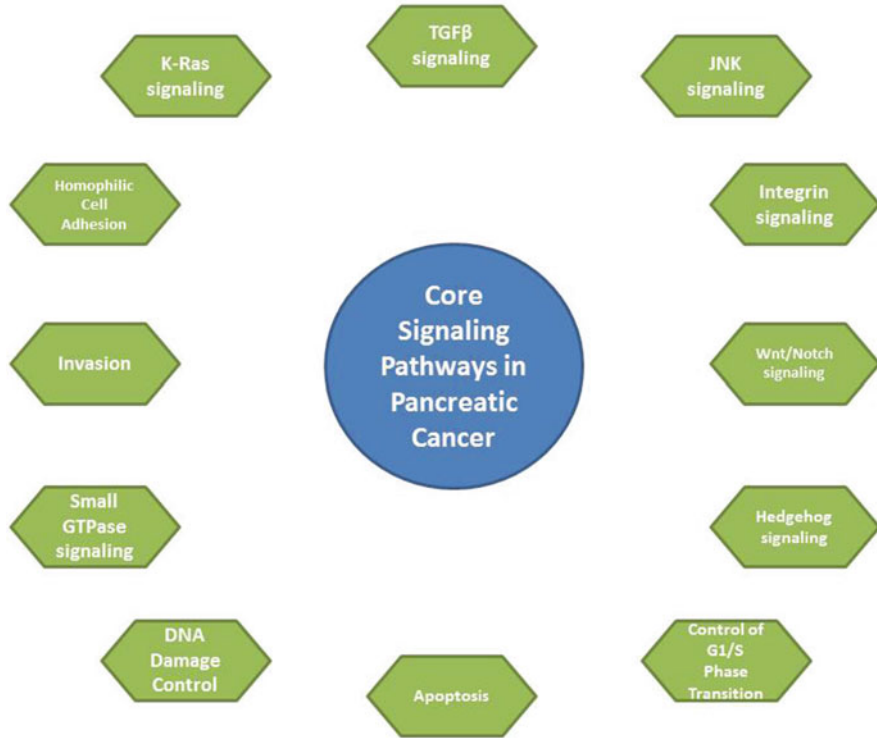 TGFβ
signaling
K-Ras
signaling
JNK
signaling
Homophilic
Cell
Adhesion
Integrin
signaling
Core
Signaling
Pathways in
Pancreatic
Cancer
Invasion
Wnt/Notch
signaling
Small
GTPase
signaling
Hedgehog
signaling
DNA
Damage
Control
Apoptosis
Control of
G1/S
Phase
Transition